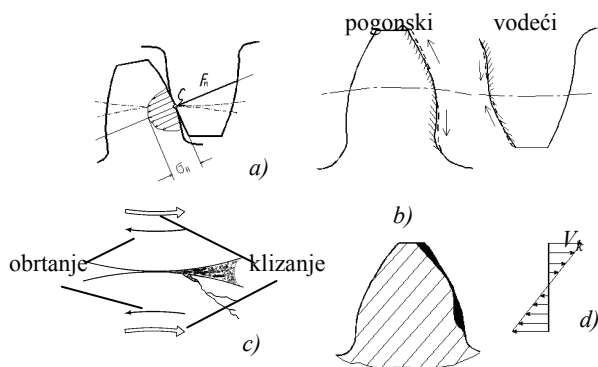 pogonski vodeći
Fn
C
σH
a)
b)
obrtanje klizanje
c)
Vk
d)